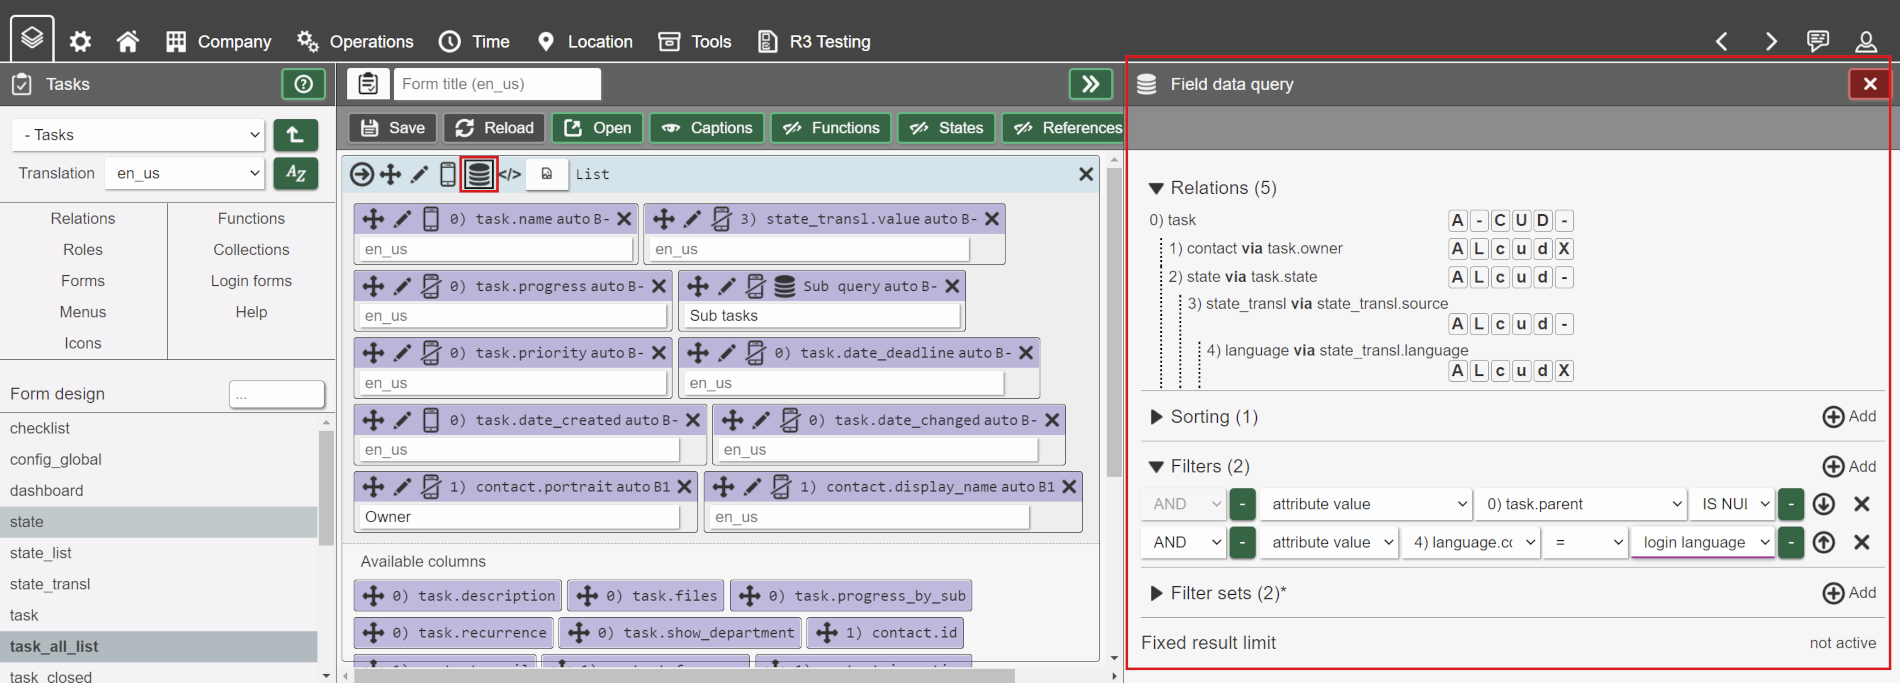 Company Operations Time Location Tools R3 Testing
Tasks
Form title (en_us)
Field data query
- Tasks
Save Reload Open Captions Functions States References
Translation en_us AZ
List
Relations Functions
Roles Collections
Forms Login forms
Menus Help
Icons
Form design ...
checklist
config_global
dashboard
state
state_list
state_transl
task
task_all_list
task_closed
0) task.name auto B-
en_us
3) state_transl.value auto B-
en_us
0) task.progress auto B-
en_us
Sub query auto B-
Sub tasks
0) task.priority auto B-
en_us
0) task.date_deadline auto B-
en_us
0) task.date_created auto B-
en_us
0) task.date_changed auto B-
en_us
1) contact.portrait auto B1
Owner
1) contact.display_name auto B1
en_us
Available columns
0) task.description 0) task.files 0) task.progress_by_sub
0) task.recurrence 0) task.show_department 1) contact.id
Relations (5)
0) task A - C U D -
1) contact via task.owner A L c u d X
2) state via task.state A L c u d -
3) state_transl via state_transl.source
A L c u d -
4) language via state_transl.language
A L c u d X
Sorting (1) Add
Filters (2) Add
AND - attribute value 0) task.parent IS NUI -
AND - attribute value 4) language.cc = login language -
Filter sets (2)* Add
Fixed result limit not active